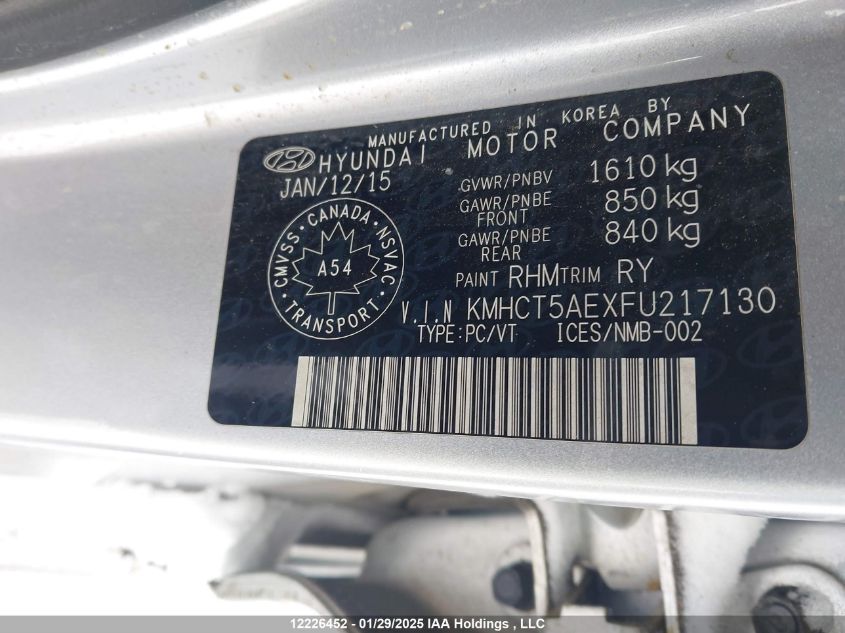 MANUFACTURED IN KOREA BY
HYUNDAI MOTOR COMPANY
JAN/12/15
GVWR/PNBV 1610 kg
GAWR/PNBE FRONT 850 kg
GAWR/PNBE REAR 840 kg
CMVSS · CANADA · NSVAC · TRANSPORT ·
A54
PAINT RHM TRIM RY
V.I.N KMHCT5AEXFU217130
TYPE:PC/VT ICES/NMB-002
12226452 - 01/29/2025 IAA Holdings , LLC